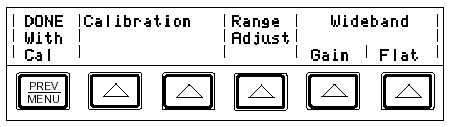 DONE Calibration Range Wideband
With Adjust
Cal Gain Flat
PREV
MENU